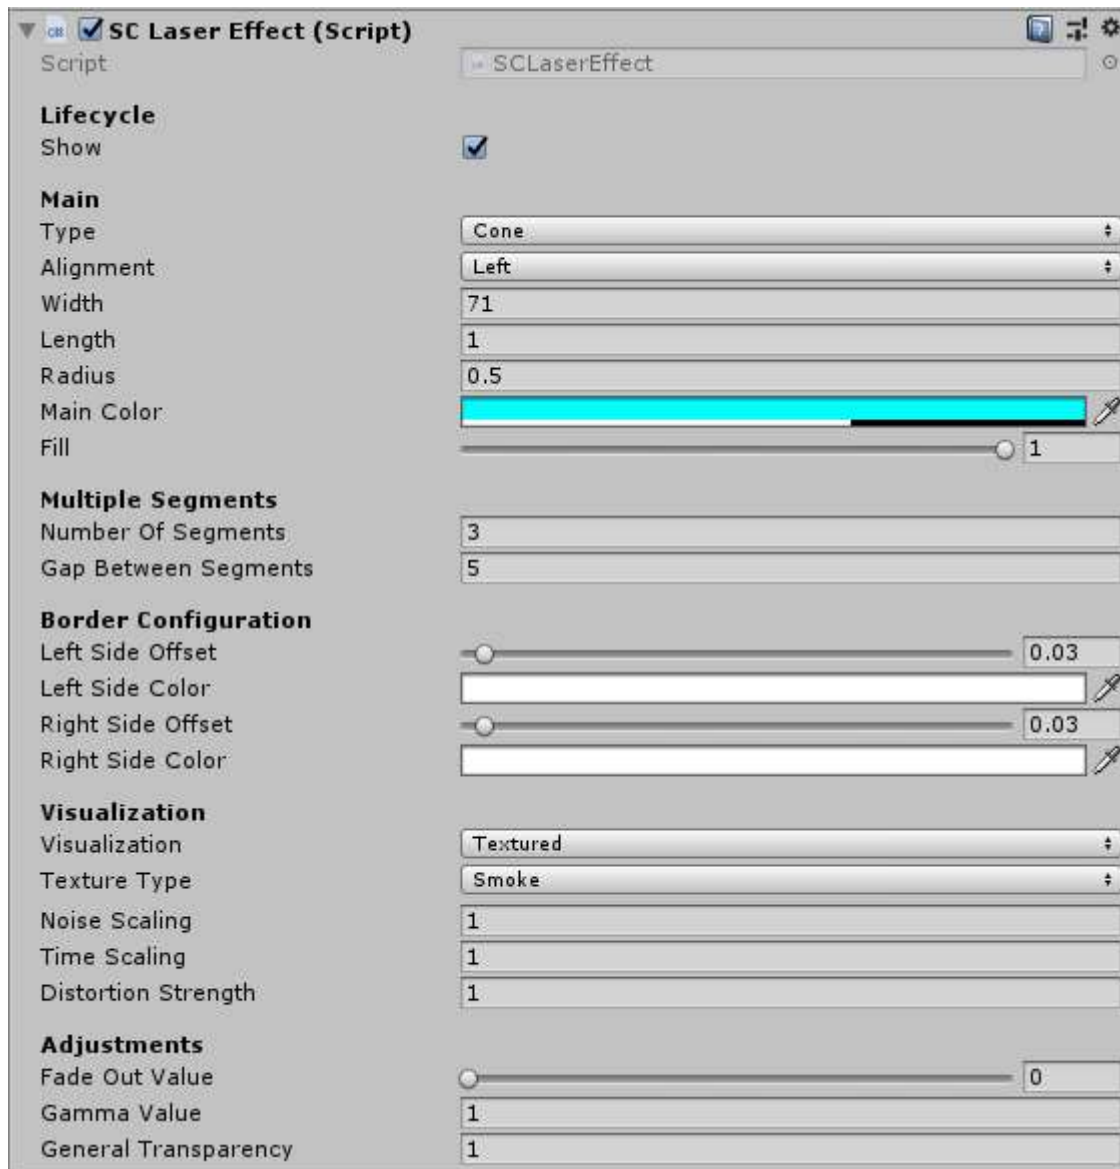 SC Laser Effect (Script)
Script SCLaserEffect
Lifecycle
Show
Main
Type Cone
Alignment Left
Width 71
Length 1
Radius 0.5
Main Color
Fill 1
Multiple Segments
Number Of Segments 3
Gap Between Segments 5
Border Configuration
Left Side Offset 0.03
Left Side Color
Right Side Offset 0.03
Right Side Color
Visualization
Visualization Textured
Texture Type Smoke
Noise Scaling 1
Time Scaling 1
Distortion Strength 1
Adjustments
Fade Out Value 0
Gamma Value 1
General Transparency 1